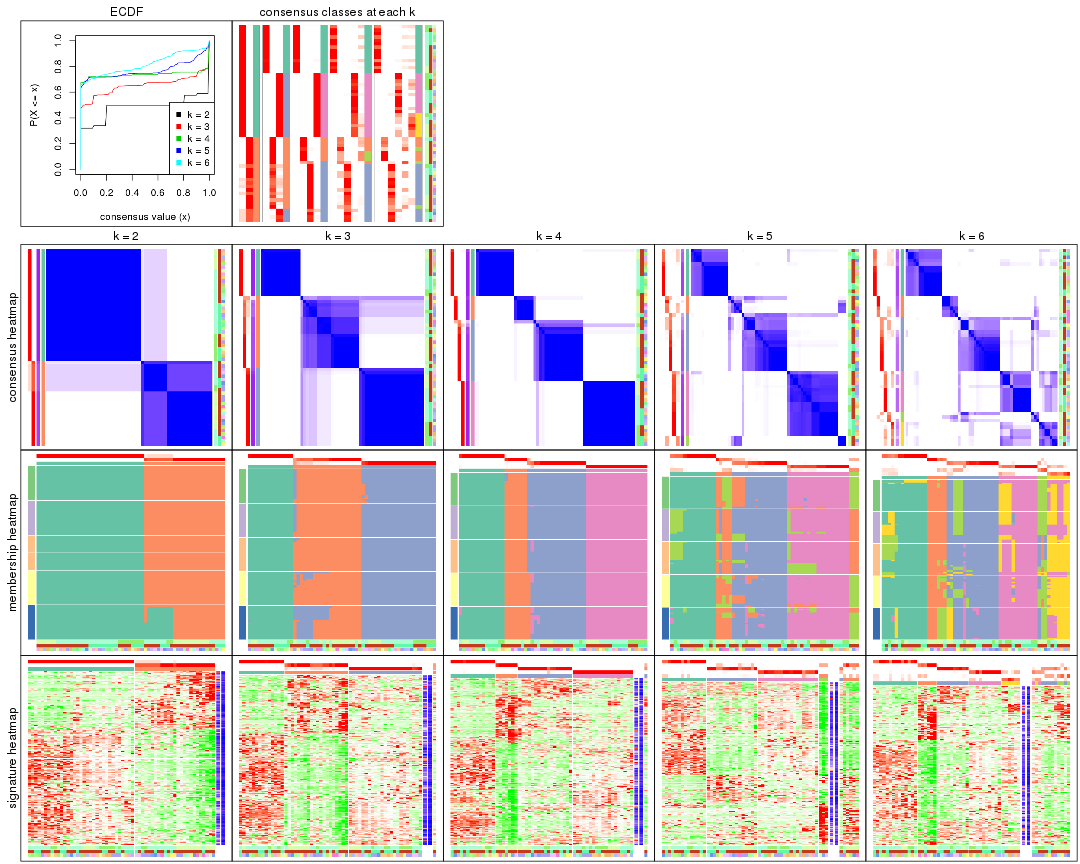 ECDF
consensus classes at each k
P(X <= x)
0.0 0.2 0.4 0.6 0.8 1.0
k = 2
k = 3
k = 4
k = 5
k = 6
0.0 0.2 0.4 0.6 0.8 1.0
consensus value (x)
k = 2 k = 3 k = 4 k = 5 k = 6
consensus heatmap
membership heatmap
signature heatmap